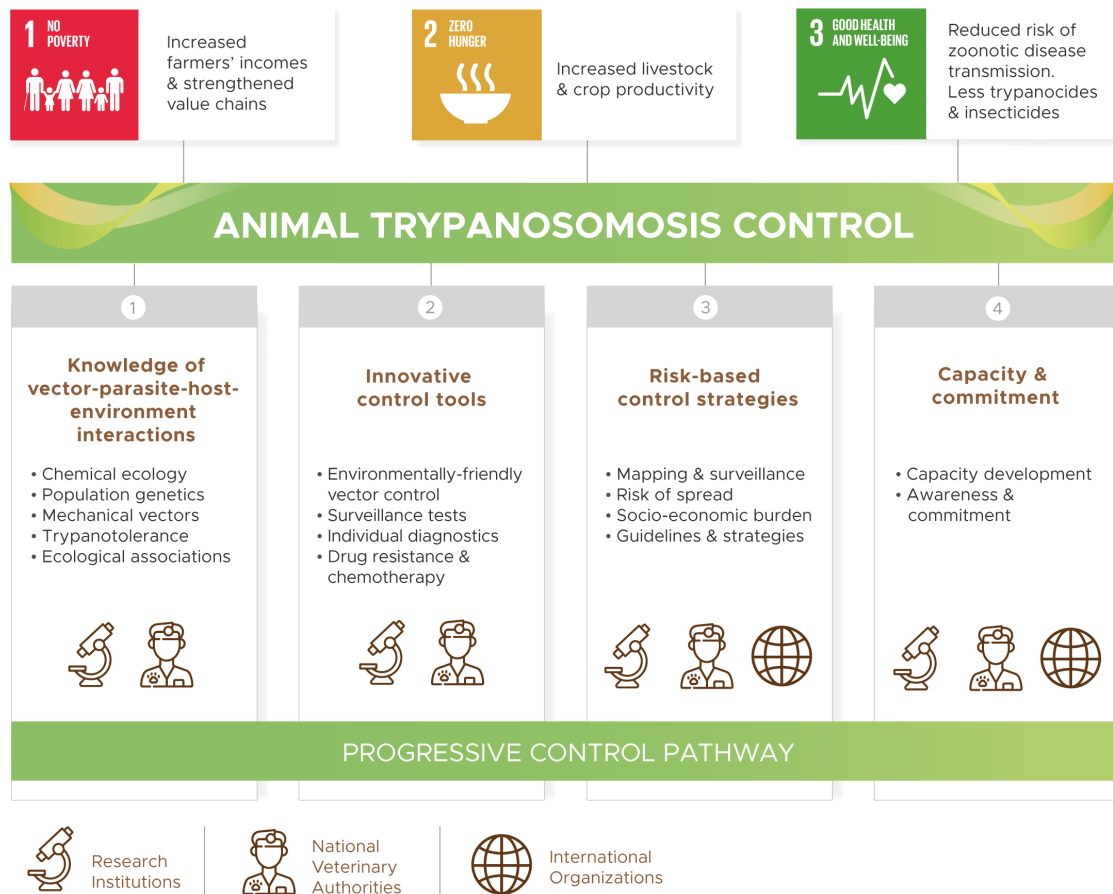 1 NO
POVERTY
Increased
farmers’ incomes
& strengthened
value chains
2 ZERO
HUNGER
Increased livestock
& crop productivity
3 GOOD HEALTH
AND WELL-BEING
Reduced risk of
zoonotic disease
transmission.
Less trypanocides
& insecticides
ANIMAL TRYPANOSOMOSIS CONTROL
1
Knowledge of
vector-parasite-host-
environment
interactions
• Chemical ecology
• Population genetics
• Mechanical vectors
• Trypanotolerance
• Ecological associations
2
Innovative
control tools
• Environmentally-friendly
vector control
• Surveillance tests
• Individual diagnostics
• Drug resistance &
chemotherapy
3
Risk-based
control strategies
• Mapping & surveillance
• Risk of spread
• Socio-economic burden
• Guidelines & strategies
4
Capacity &
commitment
• Capacity development
• Awareness &
commitment
PROGRESSIVE CONTROL PATHWAY
Research
Institutions
National
Veterinary
Authorities
International
Organizations